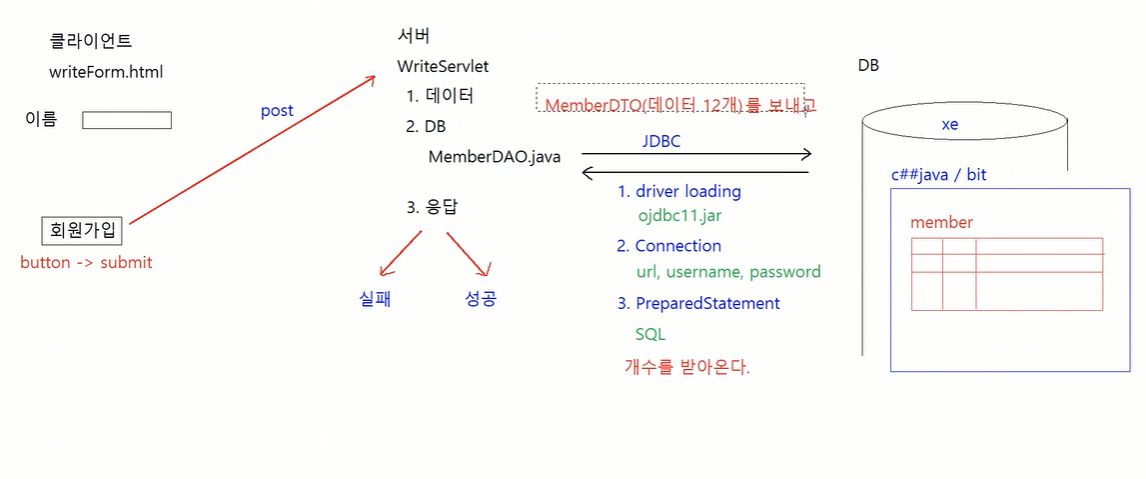 클라이언트
writeForm.html
이름
회원가입
button -> submit
post
서버
WriteServlet
1. 데이터
2. DB
MemberDAO.java
3. 응답
실패
성공
MemberDTO(데이터 12개)를 보내고
JDBC
1. driver loading
ojdbc11.jar
2. Connection
url, username, password
3. PreparedStatement
SQL
개수를 받아온다.
DB
xe
c##java / bit
member